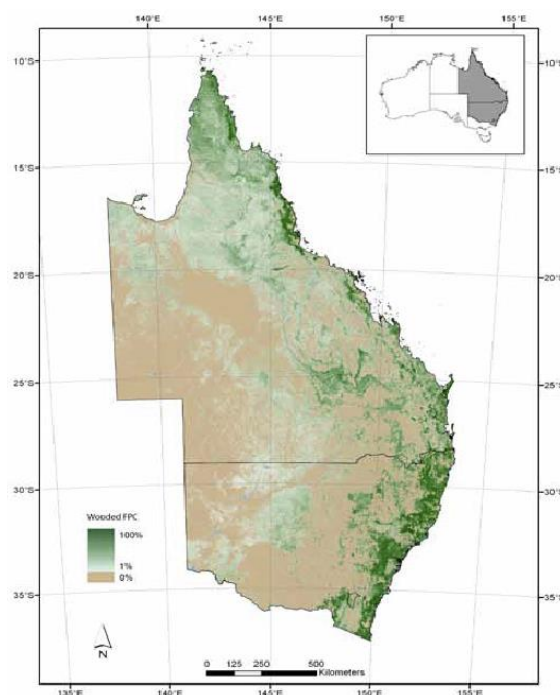 140°E 145°E 150°E 155°E
10°S 10°S
15°S 15°S
20°S 20°S
25°S 25°S
30°S 30°S
35°S 35°S
Wooded FPC
100%
1%
0%
N
0 125 250 500
Kilometers
135°E 140°E 145°E 150°E 155°E